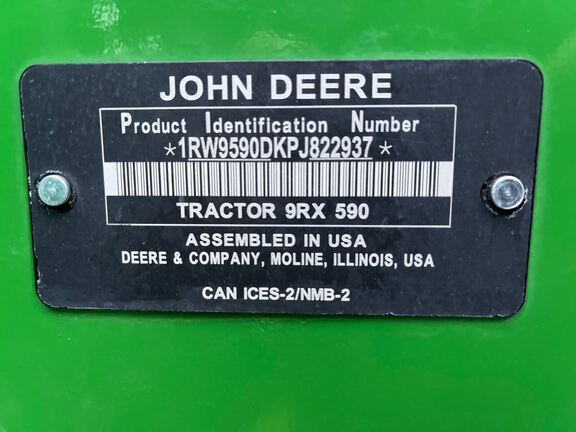 JOHN DEERE
Product Identification Number
*1RW9590DKPJ822937*
TRACTOR 9RX 590
ASSEMBLED IN USA
DEERE & COMPANY, MOLINE, ILLINOIS, USA
CAN ICES-2/NMB-2